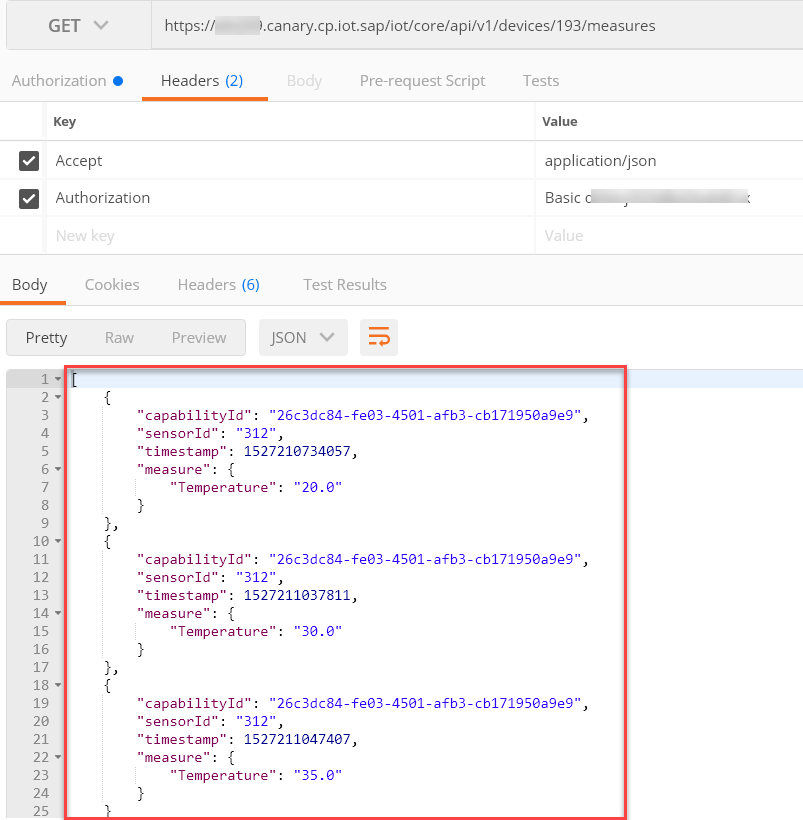 GET https:// .canary.cp.iot.sap/iot/core/api/v1/devices/193/measures
Authorization Headers (2) Body Pre-request Script Tests
Key Value
Accept application/json
Authorization Basic
New key Value
Body Cookies Headers (6) Test Results
Pretty Raw Preview JSON
1 [
2 {
3 "capabilityId": "26c3dc84-fe03-4501-afb3-cb171950a9e9",
4 "sensorId": "312",
5 "timestamp": 1527210734057,
6 "measure": {
7 "Temperature": "20.0"
8 }
9 },
10 {
11 "capabilityId": "26c3dc84-fe03-4501-afb3-cb171950a9e9",
12 "sensorId": "312",
13 "timestamp": 1527211037811,
14 "measure": {
15 "Temperature": "30.0"
16 }
17 },
18 {
19 "capabilityId": "26c3dc84-fe03-4501-afb3-cb171950a9e9",
20 "sensorId": "312",
21 "timestamp": 1527211047407,
22 "measure": {
23 "Temperature": "35.0"
24 }
25 }